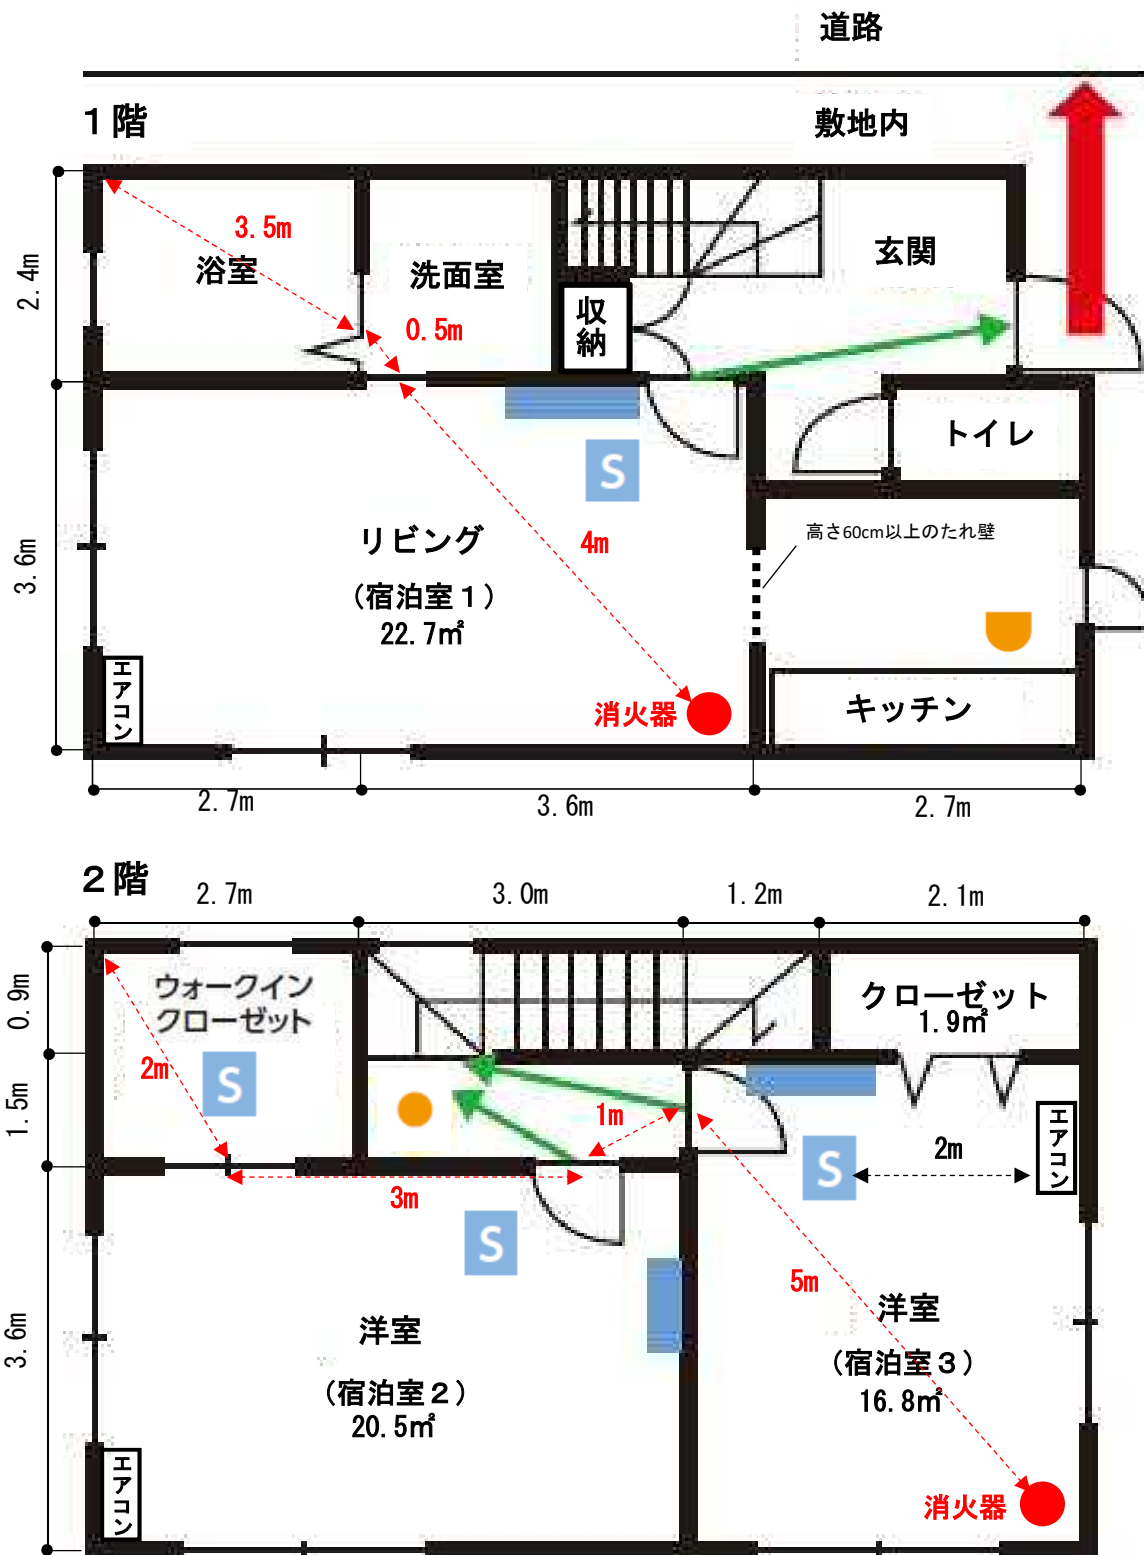 道路
敷地内
１階
2.4m
3.5m
浴室
洗面室
0.5m
収納
玄関
トイレ
S
高さ60cm以上のたれ壁
3.6m
リビング
（宿泊室１）
22.7㎡
4m
エアコン
消火器
キッチン
2.7m
3.6m
2.7m
２階
2.7m
3.0m
1.2m
2.1m
0.9m
ウォークイン
クローゼット
クローゼット
1.9㎡
1.5m
2m
S
1m
S
2m
エアコン
3m
S
3.6m
5m
洋室
（宿泊室２）
20.5㎡
洋室
（宿泊室３）
16.8㎡
エアコン
消火器